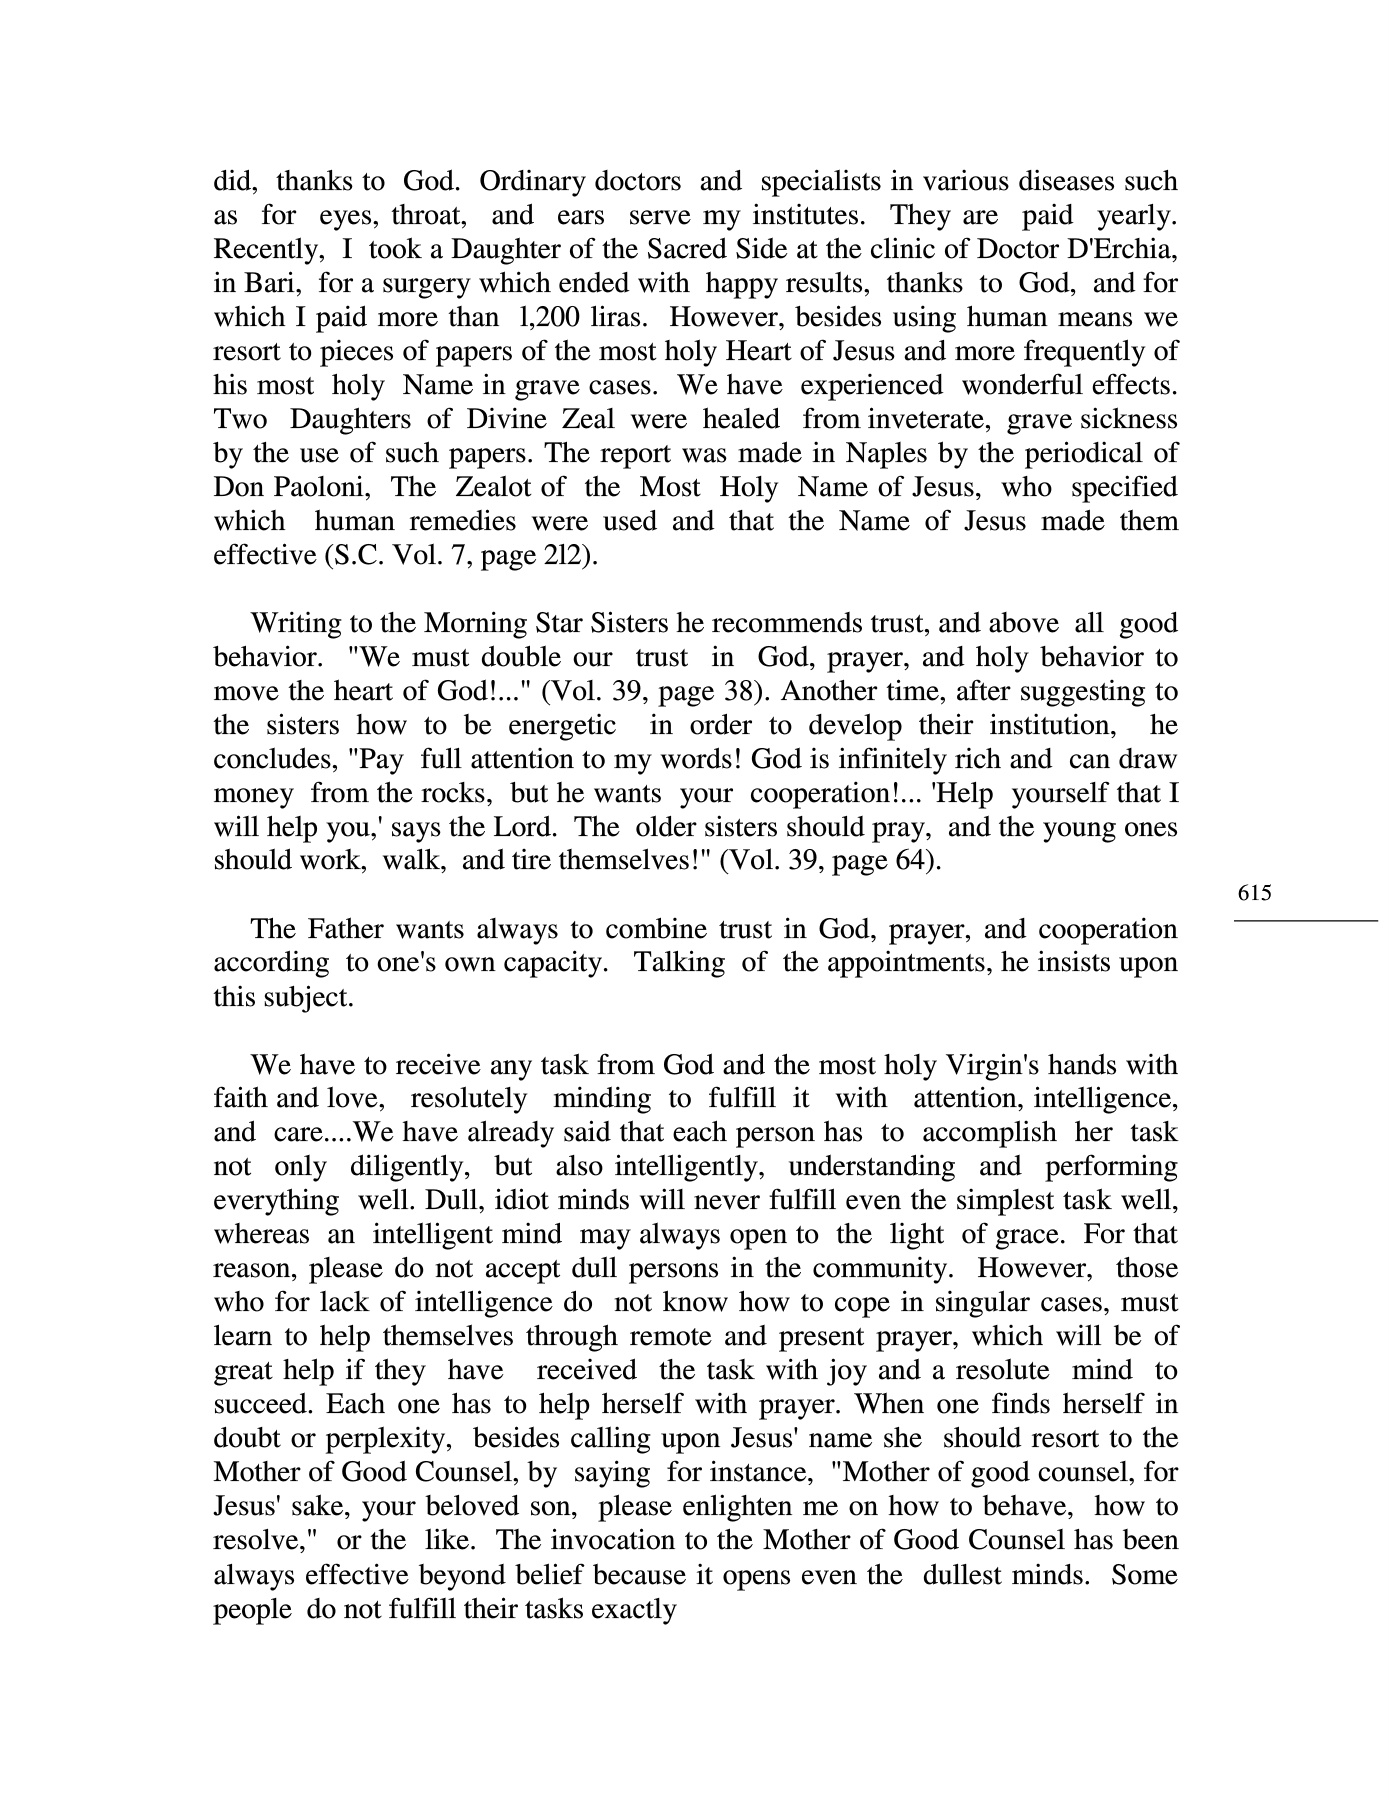 did, thanks to God. Ordinary doctors and specialists in various diseases such
as for eyes, throat, and ears serve my institutes. They are paid yearly.
Recently, I took a Daughter of the Sacred Side at the clinic of Doctor D'Erchia,
in Bari, for a surgery which ended with happy results, thanks to God, and for
which I paid more than 1,200 liras. However, besides using human means we
resort to pieces of papers of the most holy Heart of Jesus and more frequently of
his most holy Name in grave cases. We have experienced wonderful effects.
Two Daughters of Divine Zeal were healed from inveterate, grave sickness
by the use of such papers. The report was made in Naples by the periodical of
Don Paoloni, The Zealot of the Most Holy Name of Jesus, who specified
which human remedies were used and that the Name of Jesus made them
effective (S.C. Vol. 7, page 212).
Writing to the Morning Star Sisters he recommends trust, and above all good
behavior. "We must double our trust in God, prayer, and holy behavior to
move the heart of God!..." (Vol. 39, page 38). Another time, after suggesting to
the sisters how to be energetic in order to develop their institution, he
concludes, "Pay full attention to my words! God is infinitely rich and can draw
money from the rocks, but he wants your cooperation!... 'Help yourself that I
will help you,' says the Lord. The older sisters should pray, and the young ones
should work, walk, and tire themselves!" (Vol. 39, page 64).
615
The Father wants always to combine trust in God, prayer, and cooperation
according to one's own capacity. Talking of the appointments, he insists upon
this subject.
We have to receive any task from God and the most holy Virgin's hands with
faith and love, resolutely minding to fulfill it with attention, intelligence,
and care....We have already said that each person has to accomplish her task
not only diligently, but also intelligently, understanding and performing
everything well. Dull, idiot minds will never fulfill even the simplest task well,
whereas an intelligent mind may always open to the light of grace. For that
reason, please do not accept dull persons in the community. However, those
who for lack of intelligence do not know how to cope in singular cases, must
learn to help themselves through remote and present prayer, which will be of
great help if they have received the task with joy and a resolute mind to
succeed. Each one has to help herself with prayer. When one finds herself in
doubt or perplexity, besides calling upon Jesus' name she should resort to the
Mother of Good Counsel, by saying for instance, "Mother of good counsel, for
Jesus' sake, your beloved son, please enlighten me on how to behave, how to
resolve," or the like. The invocation to the Mother of Good Counsel has been
always effective beyond belief because it opens even the dullest minds. Some
people do not fulfill their tasks exactly